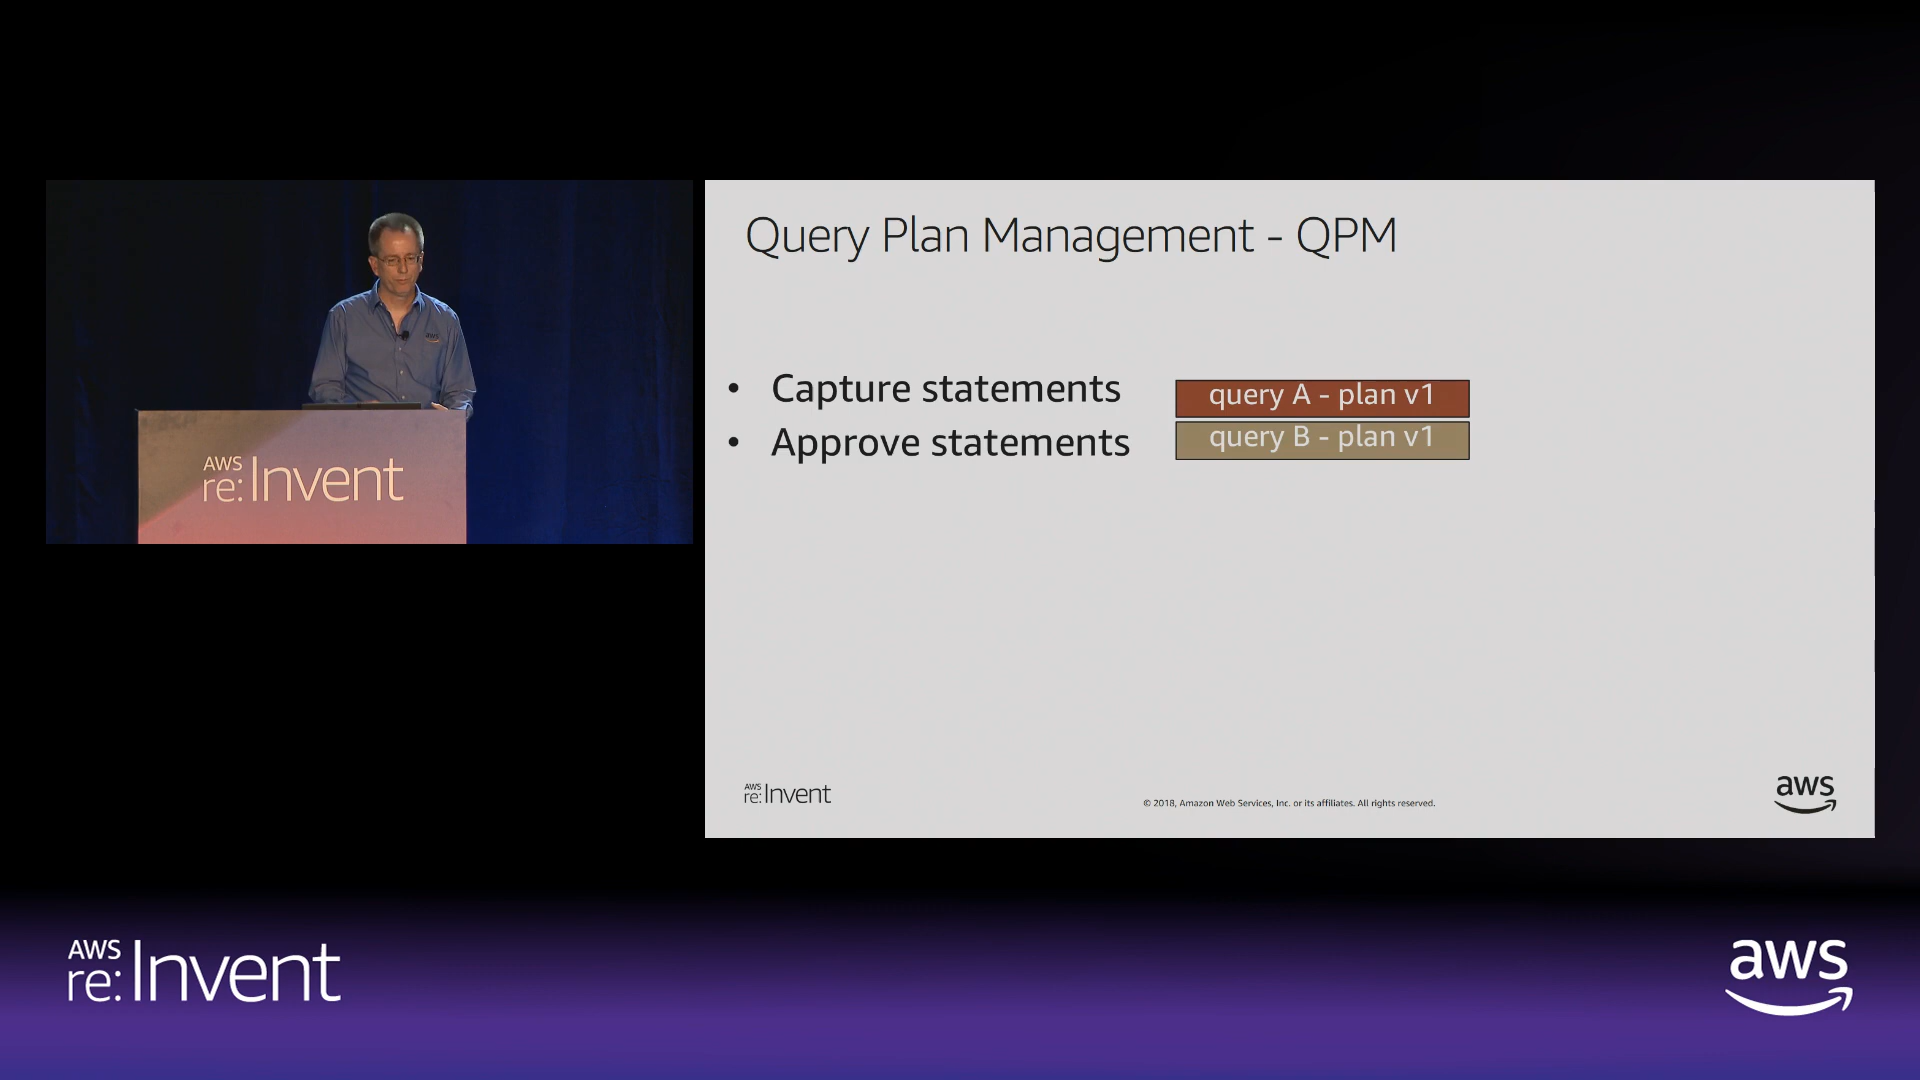 aws
AWS
re:Invent
Query Plan Management - QPM
• Capture statements
• Approve statements
query A - plan v1
query B - plan v1
AWS
re:Invent
© 2018, Amazon Web Services, Inc. or its affiliates. All rights reserved.
aws
AWS
re:Invent
aws